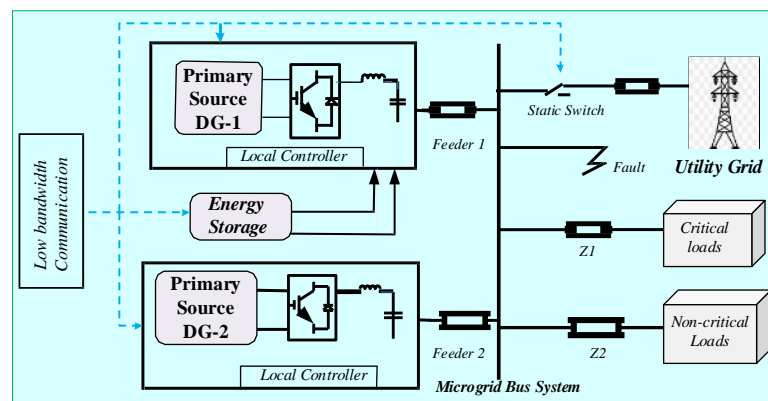 Primary
Source
DG-1
Local Controller
Feeder 1
Static Switch
Utility Grid
Fault
Low bandwidth
Communication
Energy
Storage
Z1
Critical
loads
Primary
Source
DG-2
Local Controller
Feeder 2
Z2
Non-critical
Loads
Microgrid Bus System